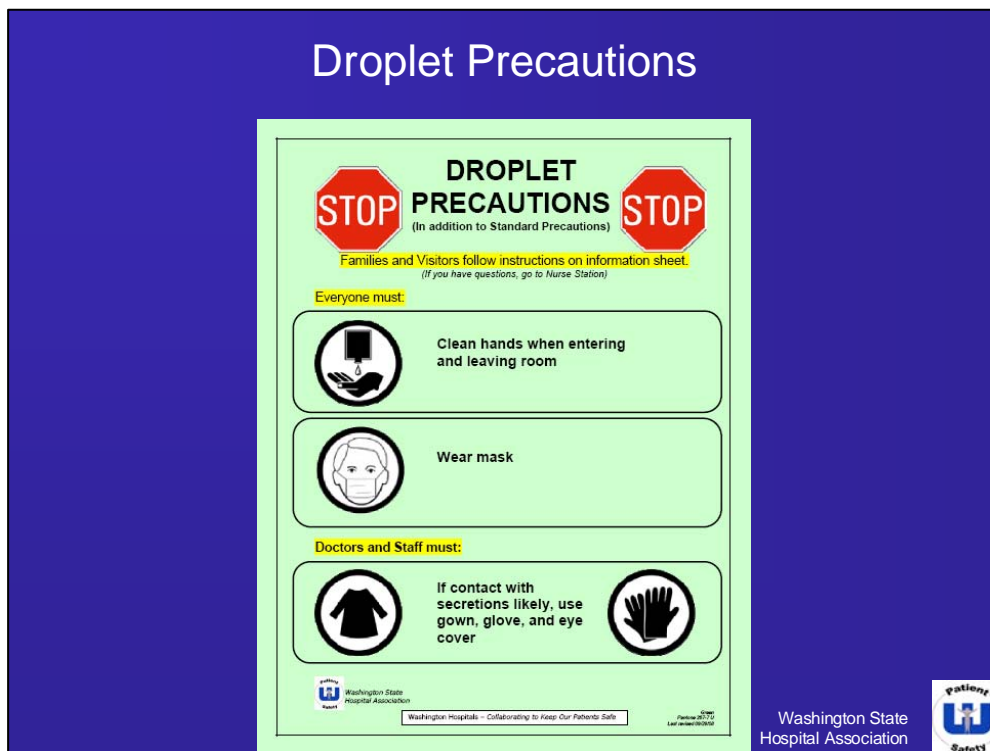 Droplet Precautions
DROPLET
PRECAUTIONS
STOP
STOP
(In addition to Standard Precautions)
Families and Visitors follow instructions on information sheet.
(If you have questions, go to Nurse Station)
Everyone must:
Clean hands when entering
and leaving room
Wear mask
Doctors and Staff must:
If contact with
secretions likely, use
gown, glove, and eye
cover
Patient
Safety
Washington State
Hospital Association
Washington Hospitals – Collaborating to Keep Our Patients Safe
Green
Washington State
Hospital Association
Patient
Safety